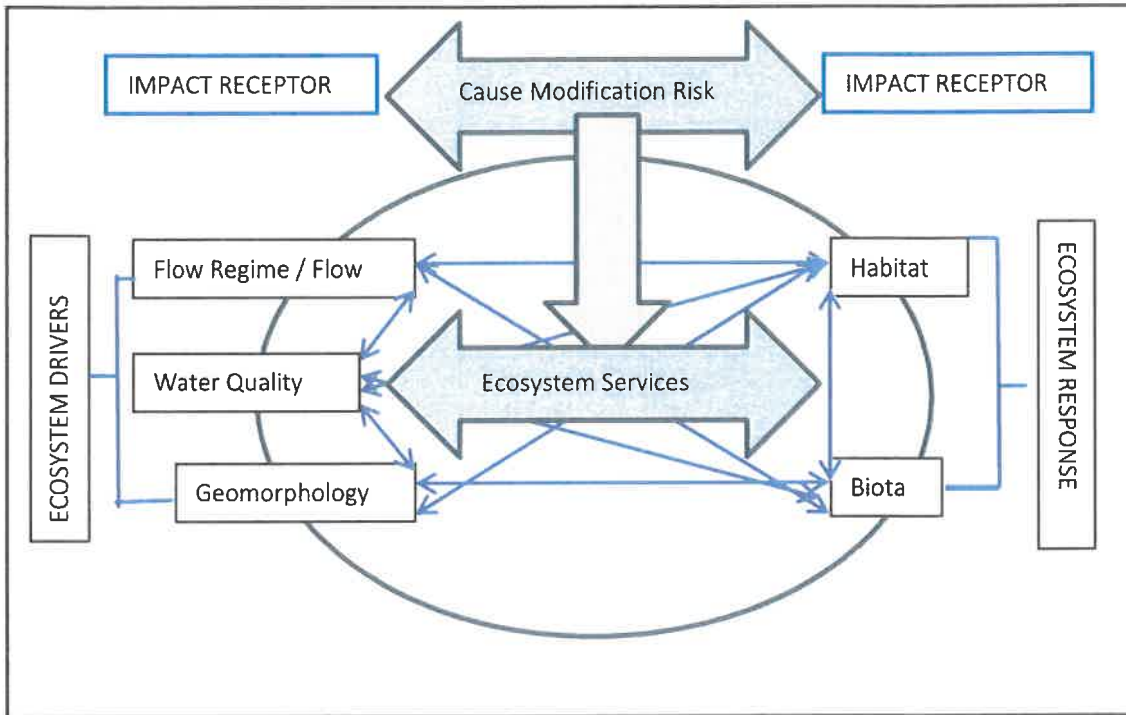 IMPACT RECEPTOR
Cause Modification Risk
IMPACT RECEPTOR
ECOSYSTEM DRIVERS
Flow Regime / Flow
Water Quality
Geomorphology
Ecosystem Services
Habitat
Biota
ECOSYSTEM RESPONSE